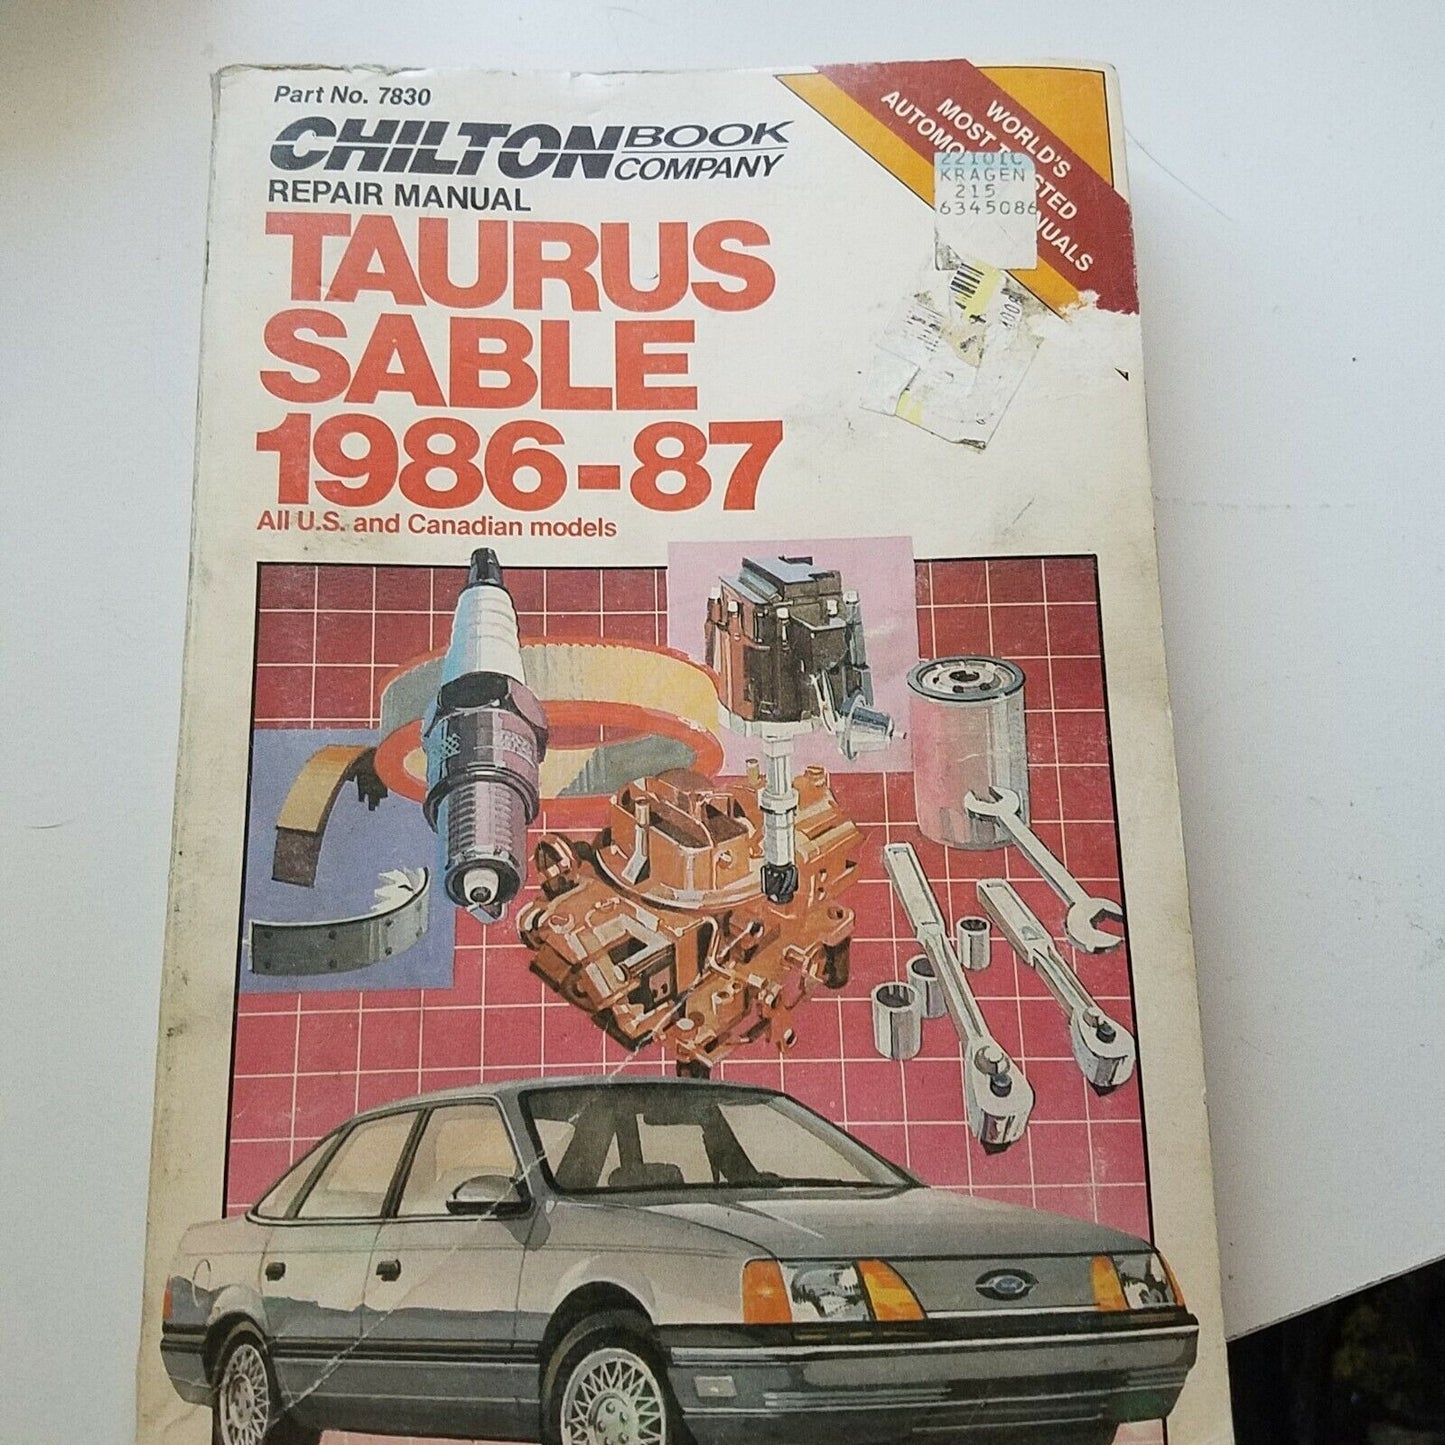 Part No. 7830
CHILTON BOOK COMPANY
REPAIR MANUAL
TAURUS
SABLE
1986-87
All U.S. and Canadian models
WORLD'S
MOST
AUTOMO
KRAGEN
215
6345086